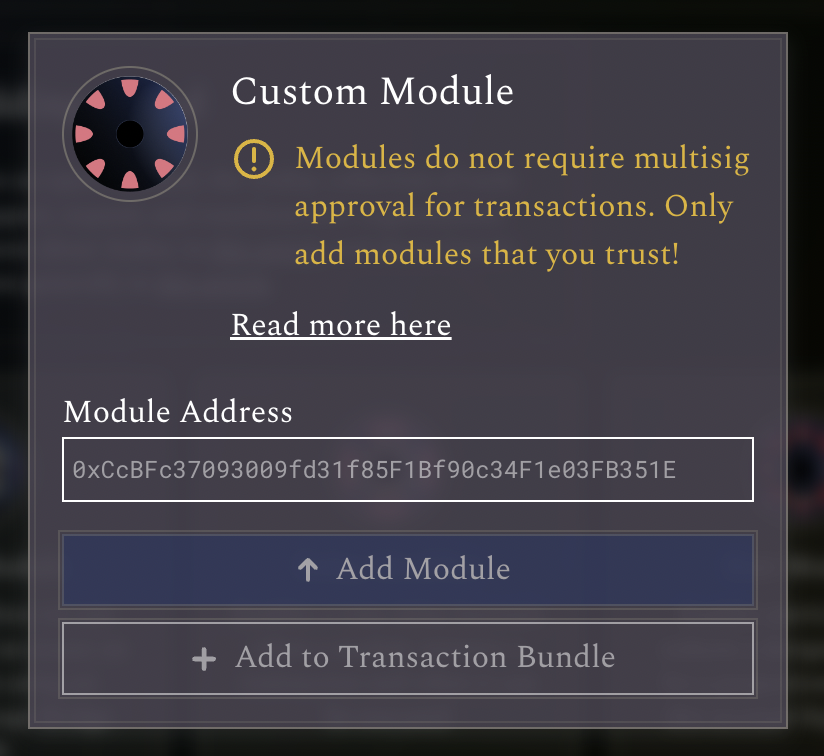 Custom Module
Modules do not require multisig
approval for transactions. Only
add modules that you trust!
Read more here
Module Address
0xCcBFc37093009fd31f85F1Bf90c34F1e03FB351E
Add Module
Add to Transaction Bundle